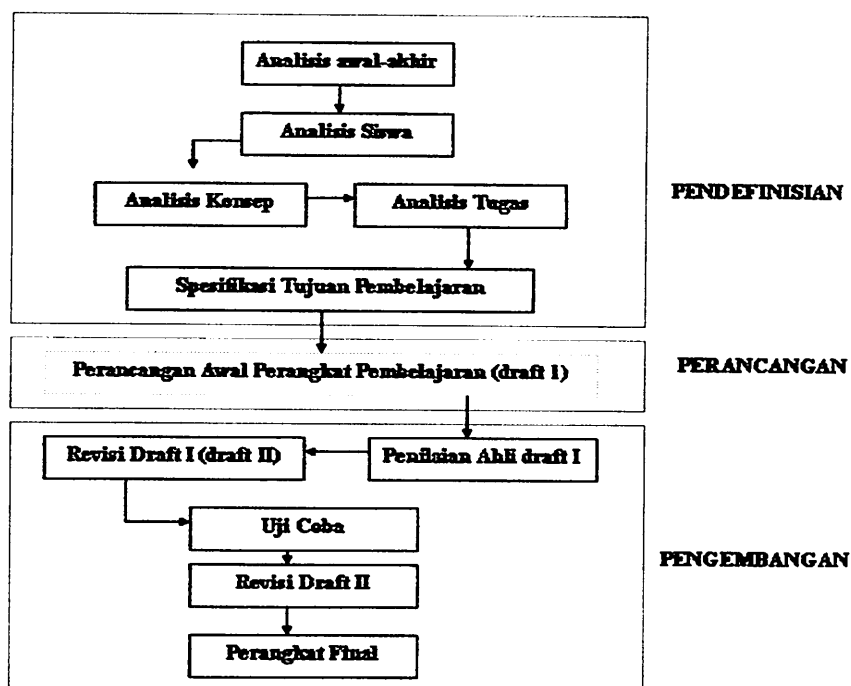 Analisis awal-akhir
Analisis Siswa
Analisis Konsep
Analisis Tugas
PENDEFINISIAN
Spesifikasi Tujuan Pembelajaran
Perancangan Awal Perangkat Pembelajaran (draft 1)
PERANCANGAN
Revisi Draft I (draft II)
Penilaian Ahli draft I
Uji Coba
PENGEMBANGAN
Revisi Draft II
Perangkat Final